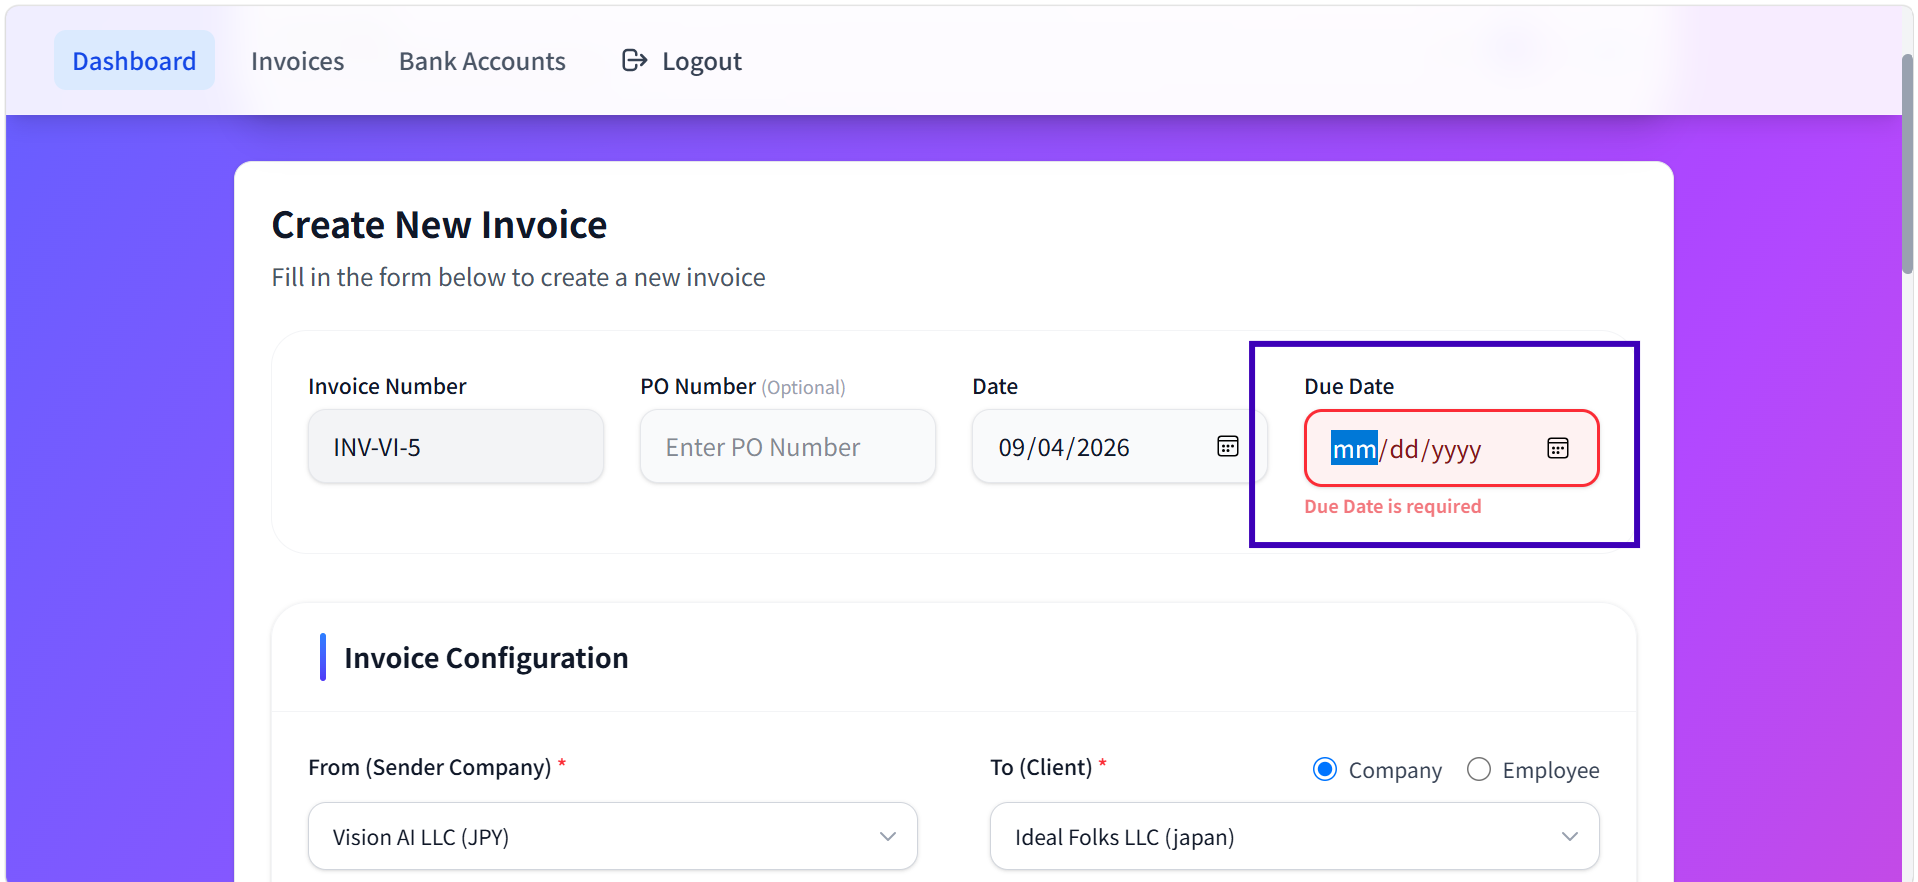 Dashboard Invoices Bank Accounts Logout
Create New Invoice
Fill in the form below to create a new invoice
Invoice Number PO Number (Optional) Date Due Date
INV-VI-5 Enter PO Number 09/04/2026 mm/dd/yyyy
Due Date is required
Invoice Configuration
From (Sender Company) * To (Client) * Company Employee
Vision AI LLC (JPY) Ideal Folks LLC (japan)